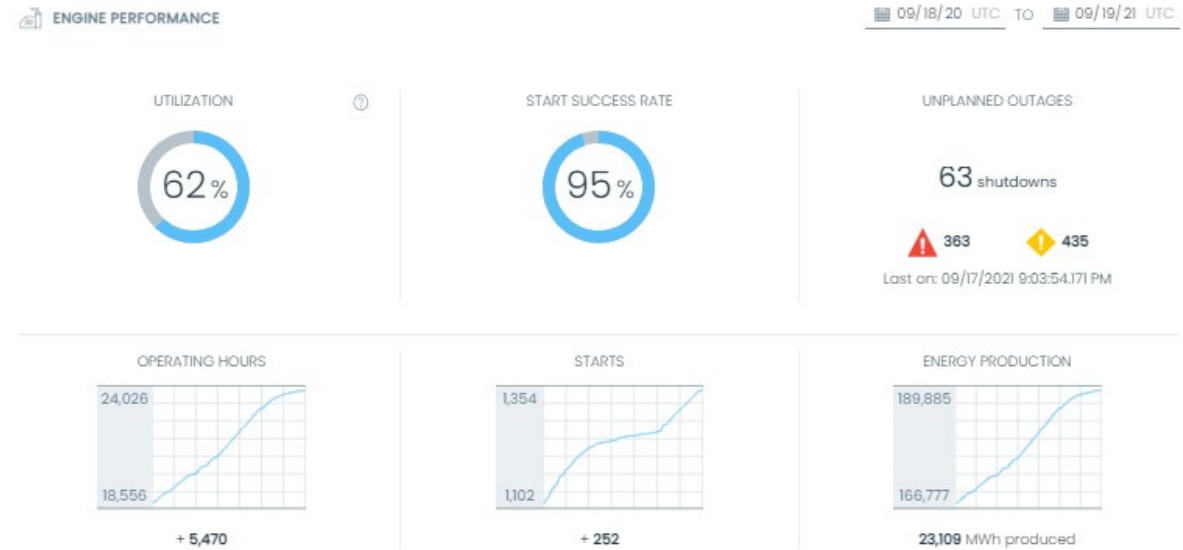 ENGINE PERFORMANCE
09/18/20 UTC TO 09/19/21 UTC
UTILIZATION
62 %
START SUCCESS RATE
95 %
UNPLANNED OUTAGES
63 shutdowns
363 435
Last on: 09/17/2021 9:03:54.171 PM
OPERATING HOURS
24,026
18,556
+ 5,470
STARTS
1,354
1,102
+ 252
ENERGY PRODUCTION
189,885
166,777
23,109 MWh produced